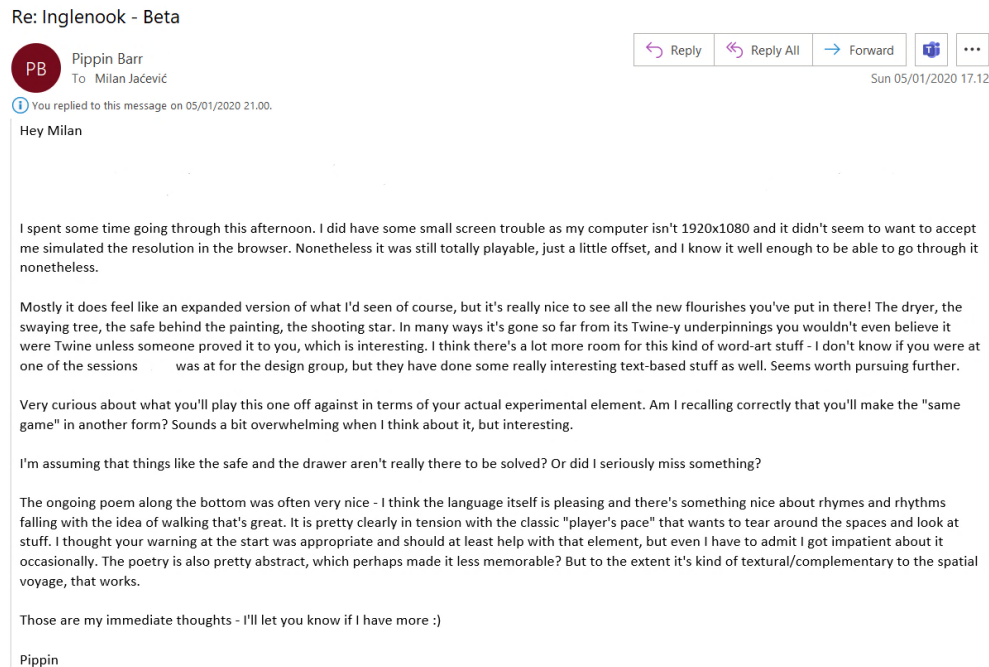 Re: Inglenook - Beta
PB
Pippin Barr
To Milan Jaćević
Reply
Reply All
Forward
Sun 05/01/2020 17.12
You replied to this message on 05/01/2020 21.00.
Hey Milan
I spent some time going through this afternoon. I did have some small screen trouble as my computer isn't 1920x1080 and it didn't seem to want to accept
me simulated the resolution in the browser. Nonetheless it was still totally playable, just a little offset, and I know it well enough to be able to go through it
nonetheless.
Mostly it does feel like an expanded version of what I'd seen of course, but it's really nice to see all the new flourishes you've put in there! The dryer, the
swaying tree, the safe behind the painting, the shooting star. In many ways it's gone so far from its Twine-y underpinnings you wouldn't even believe it
were Twine unless someone proved it to you, which is interesting. I think there's a lot more room for this kind of word-art stuff - I don't know if you were at
one of the sessions was at for the design group, but they have done some really interesting text-based stuff as well. Seems worth pursuing further.
Very curious about what you'll play this one off against in terms of your actual experimental element. Am I recalling correctly that you'll make the "same
game" in another form? Sounds a bit overwhelming when I think about it, but interesting.
I'm assuming that things like the safe and the drawer aren't really there to be solved? Or did I seriously miss something?
The ongoing poem along the bottom was often very nice - I think the language itself is pleasing and there's something nice about rhymes and rhythms
falling with the idea of walking that's great. It is pretty clearly in tension with the classic "player's pace" that wants to tear around the spaces and look at
stuff. I thought your warning at the start was appropriate and should at least help with that element, but even I have to admit I got impatient about it
occasionally. The poetry is also pretty abstract, which perhaps made it less memorable? But to the extent it's kind of textural/complementary to the spatial
voyage, that works.
Those are my immediate thoughts - I'll let you know if I have more :)
Pippin